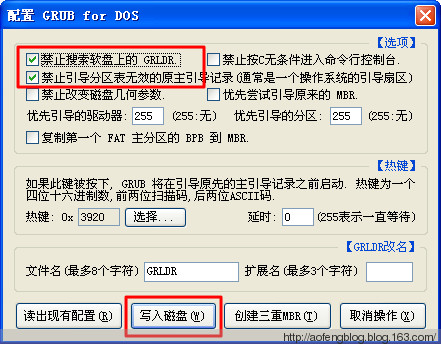 配置 GRUB for DOS
【选项】
禁止搜索软盘上的 GRLDR. 禁止按C无条件进入命令行控制台.
禁止引导分区表无效的原主引导记录(通常是一个操作系统的引导扇区)
禁止改变磁盘几何参数. 优先尝试引导原来的 MBR.
优先引导的驱动器: 255 (255:无) 优先引导的分区: 255 (255:无)
复制第一个 FAT 主分区的 BPB 到 MBR.
【热键】
如果此键被按下, GRUB 将在引导原先的主引导记录之前启动. 热键为一个
四位十六进制数,前两位扫描码,后两位ASCII码.
热键: 0x 3920 选择... 延时: 0 (255表示一直等待)
【GRLDR改名】
文件名(最多8个字符) GRLDR 扩展名(最多3个字符)
读出现有配置(R) 写入磁盘(W) 创建三重MBR(T) 取消操作(X)
http://aofengblog.blog.163.com/